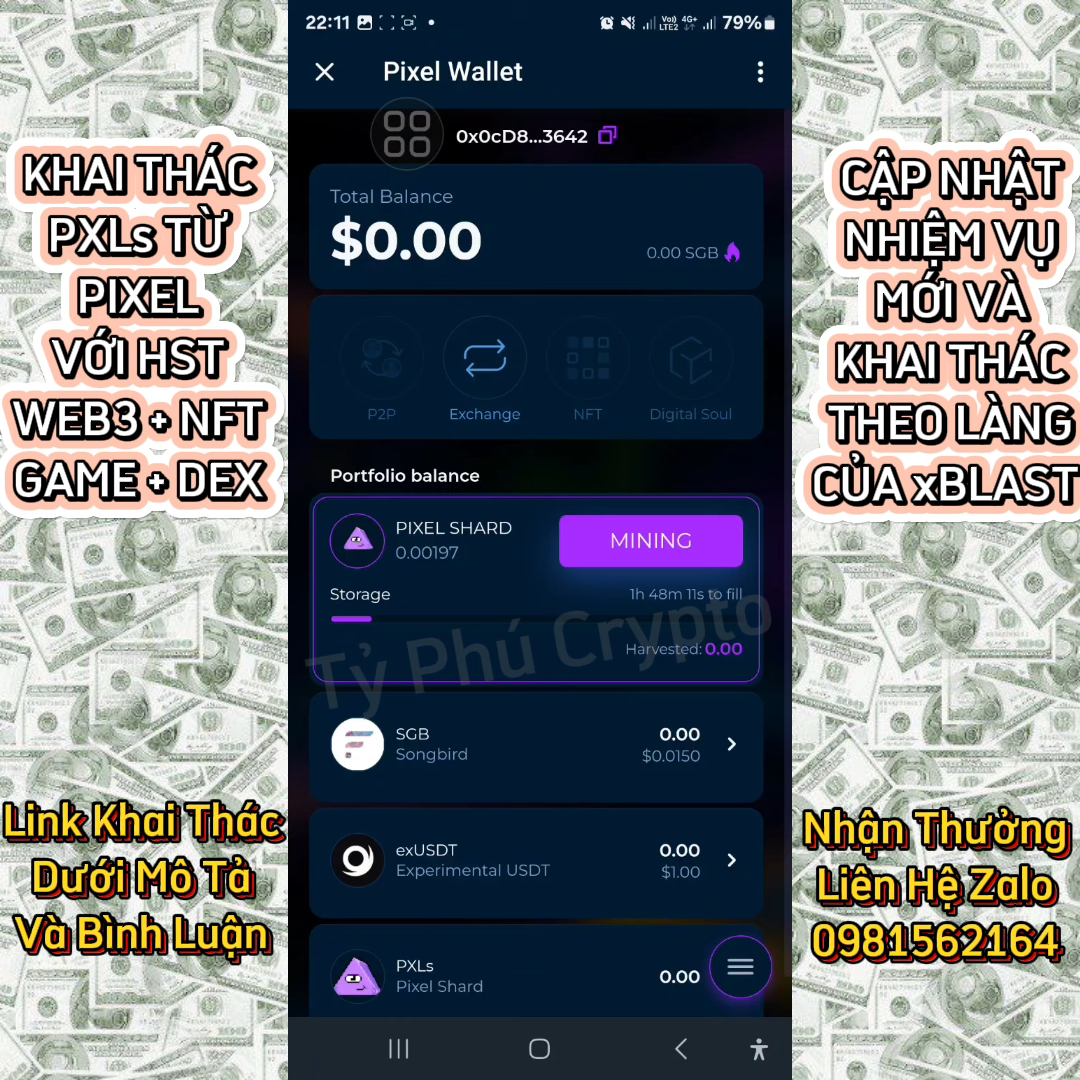 22:11
Vo)) LTE2 4G+ 79%
Pixel Wallet
0x0cD8...3642
Total Balance
$0.00
0.00 SGB
P2P Exchange NFT Digital Soul
Portfolio balance
PIXEL SHARD
0.00197
MINING
Storage
1h 48m 11s to fill
Harvested: 0.00
Tỷ Phú Crypto
SGB
Songbird
0.00
$0.0150
exUSDT
Experimental USDT
0.00
$1.00
PXLs
Pixel Shard
0.00
KHAI THÁC
PXLs TỪ
PIXEL
VỚI HST
WEB3 + NFT
GAME + DEX
Link Khai Thác
Dưới Mô Tả
Và Bình Luận
CẬP NHẬT
NHIỆM VỤ
MỚI VÀ
KHAI THÁC
THEO LÀNG
CỦA xBLAST
Nhận Thưởng
Liên Hệ Zalo
0981562164